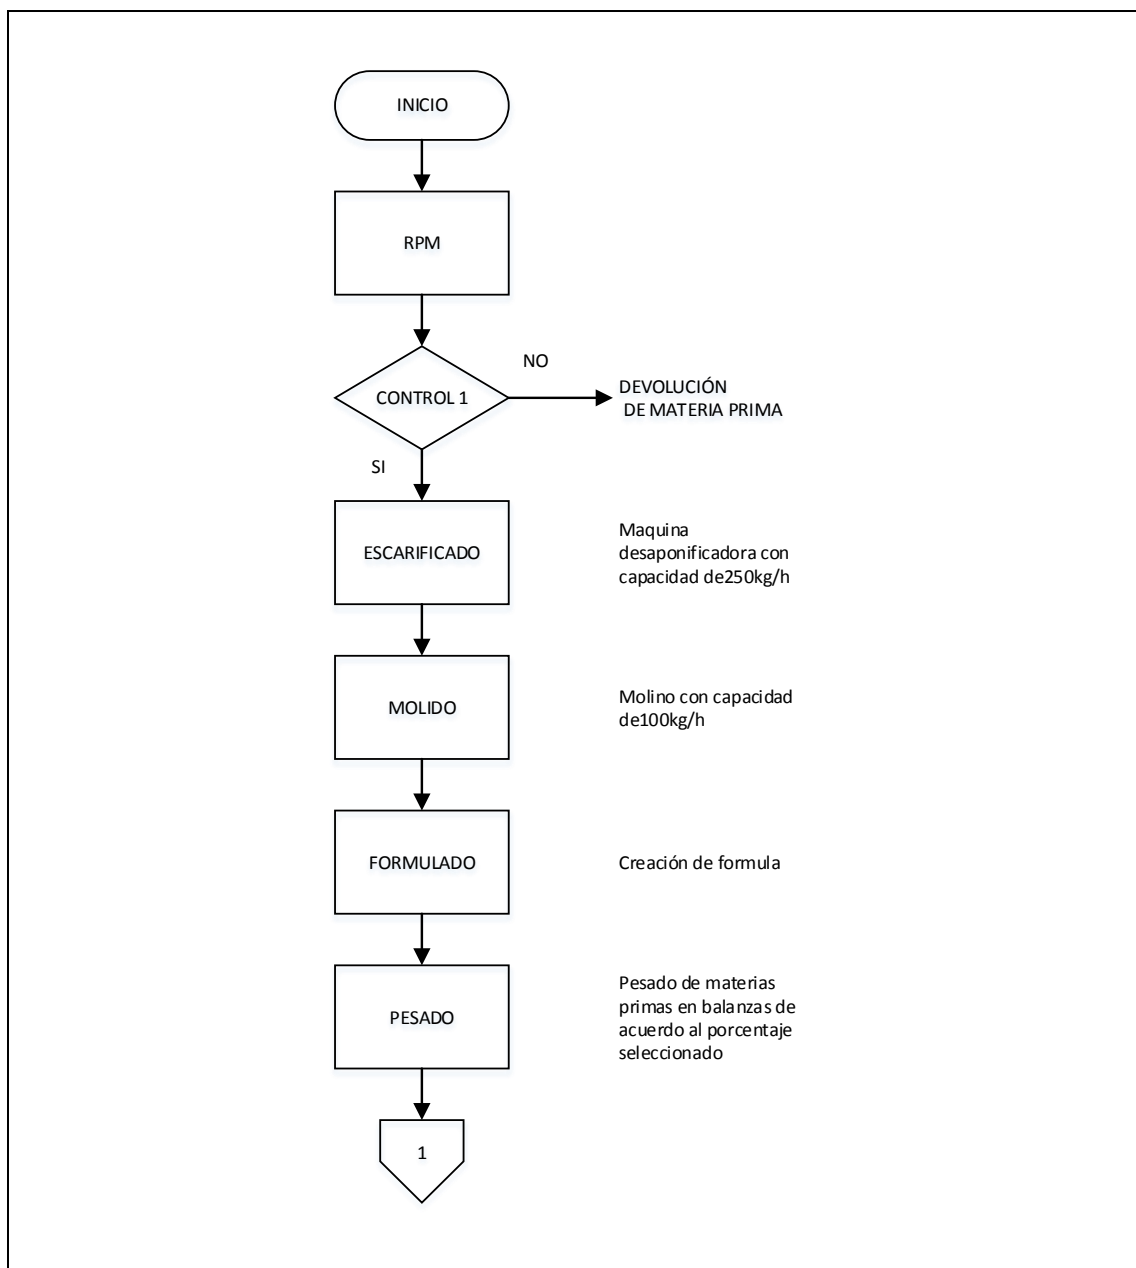 INICIO
RPM
CONTROL 1
NO
DEVOLUCIÓN
DE MATERIA PRIMA
SI
ESCARIFICADO
Maquina
desaponificadora con
capacidad de250kg/h
MOLIDO
Molino con capacidad
de100kg/h
FORMULADO
Creación de formula
PESADO
Pesado de materias
primas en balanzas de
acuerdo al porcentaje
seleccionado
1